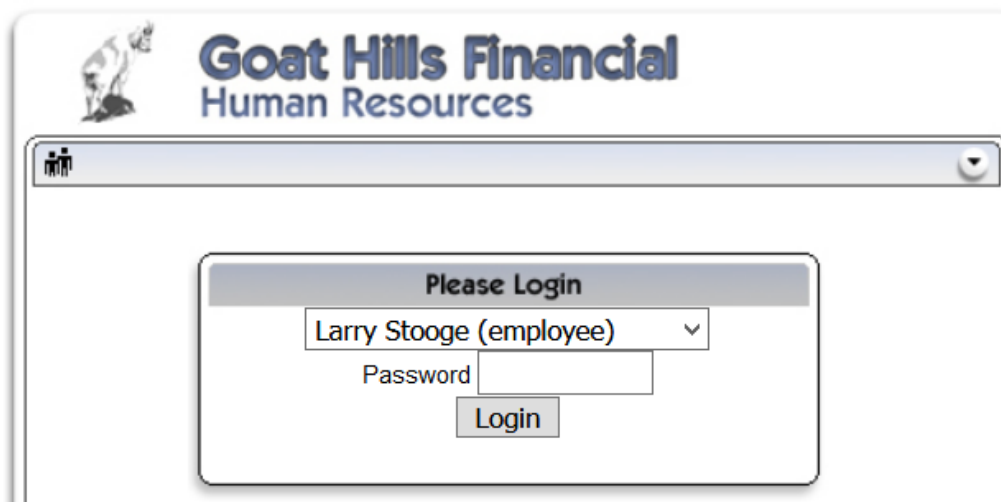 Goat Hills Financial
Human Resources
Please Login
Larry Stooge (employee)
Password
Login